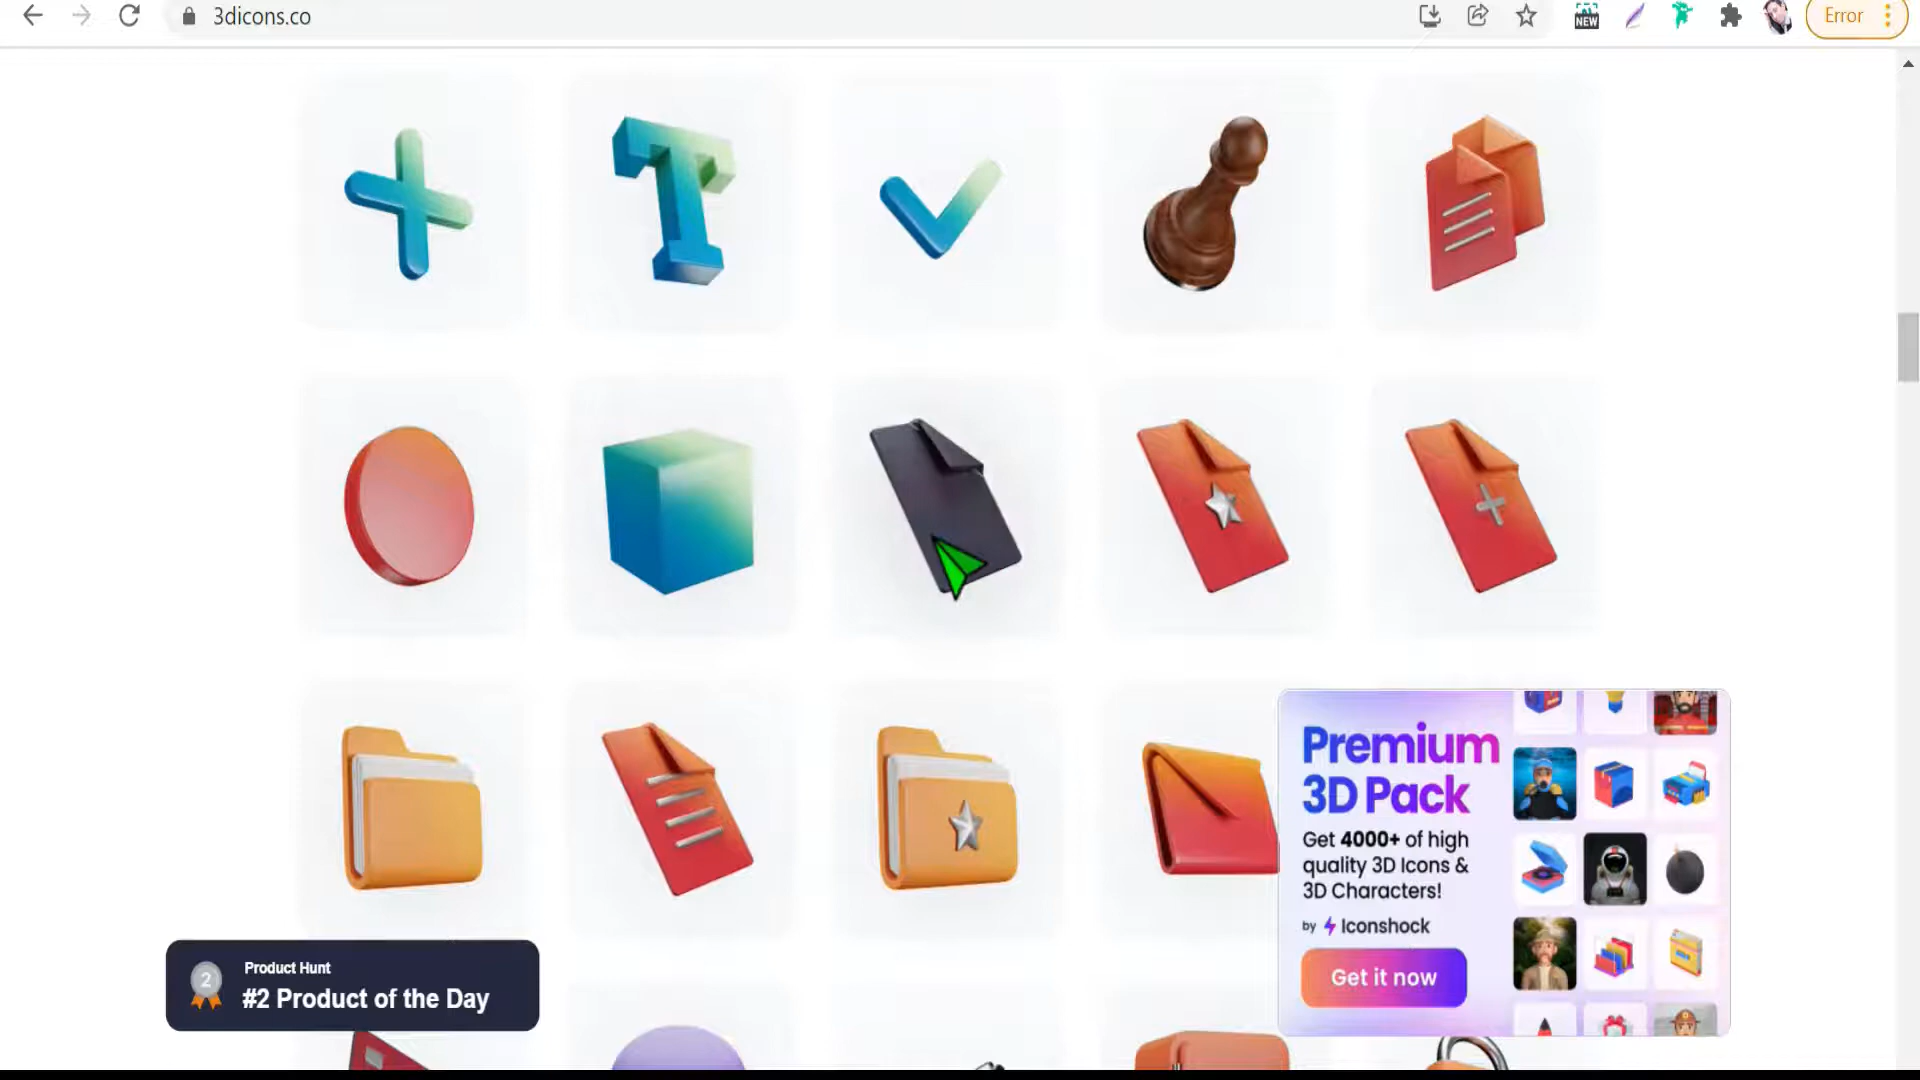 3dicons.co
NEW
Error
T
Premium
3D Pack
Get 4000+ of high
quality 3D Icons &
3D Characters!
by Iconshock
Get it now
2
Product Hunt
#2 Product of the Day